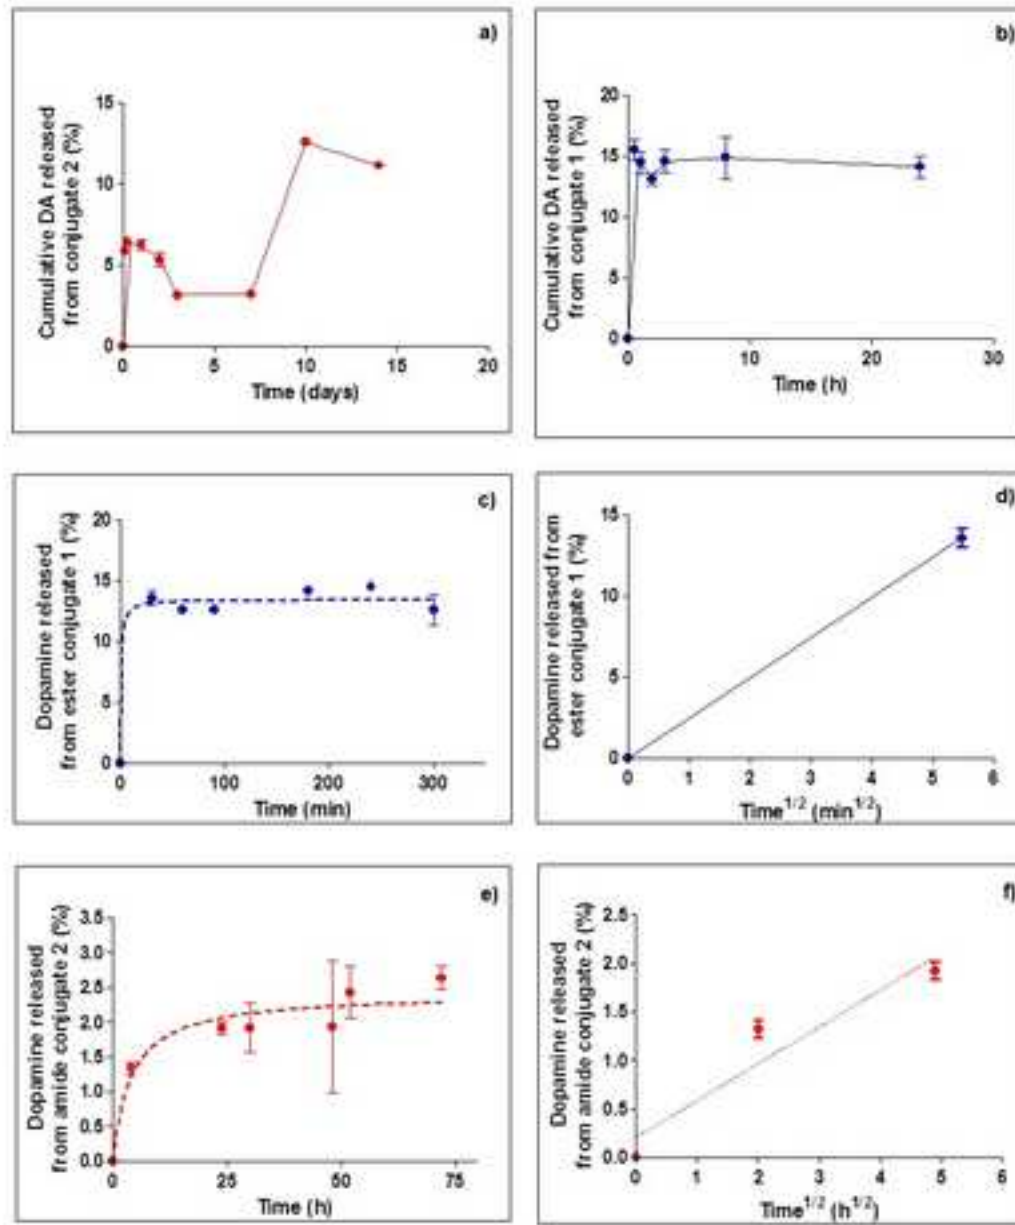 a)
Cumulative DA released
from conjugate 2 (%)
15
10
5
0
0 5 10 15 20
Time (days)
b)
Cumulative DA released
from conjugate 1 (%)
20
15
10
5
0
0 10 20 30
Time (h)
c)
Dopamine released
from ester conjugate 1 (%)
20
15
10
5
0
0 100 200 300
Time (min)
d)
Dopamine released from
ester conjugate 1 (%)
15
10
5
0
0 1 2 3 4 5 6
Time¹/² (min¹/²)
e)
Dopamine released
from amide conjugate 2 (%)
3.5
3.0
2.5
2.0
1.5
1.0
0.5
0.0
0 25 50 75
Time (h)
f)
Dopamine released
from amide conjugate 2 (%)
2.5
2.0
1.5
1.0
0.5
0.0
0 1 2 3 4 5 6
Time¹/² (h¹/²)